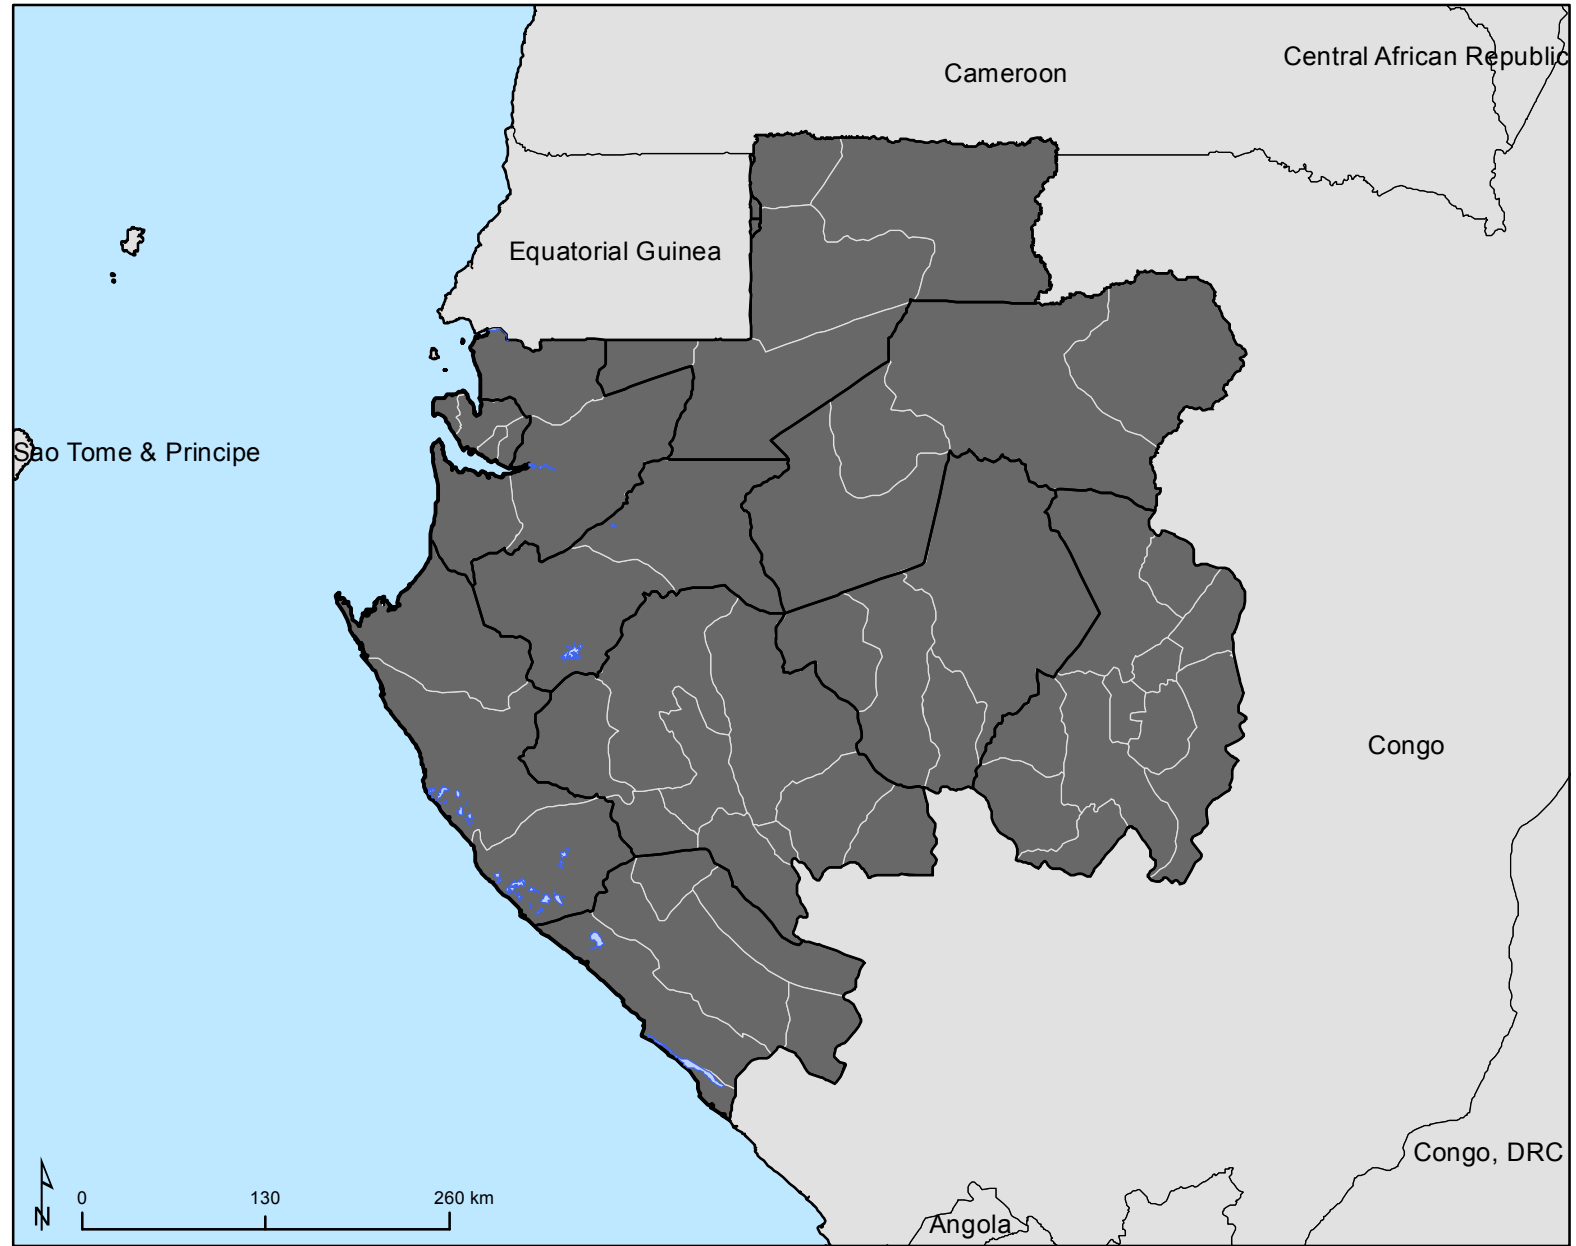 Central African Republic
Cameroon
Equatorial Guinea
Sao Tome & Principe
Congo
Congo, DRC
Angola
0 130 260 km
N